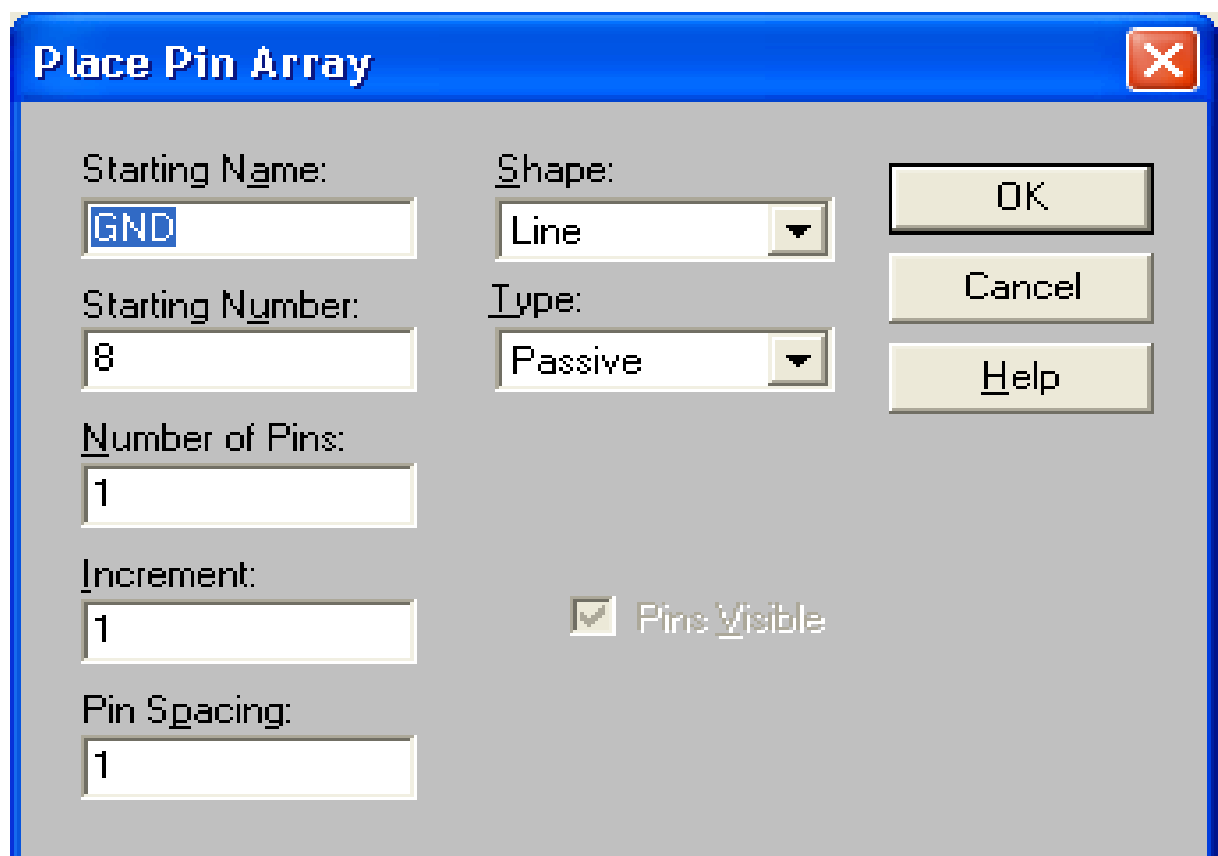 Place Pin Array
Starting Name:
GND
Starting Number:
8
Number of Pins:
1
Increment:
1
Pin Spacing:
1
Shape:
Line
Type:
Passive
Pins Visible
OK
Cancel
Help